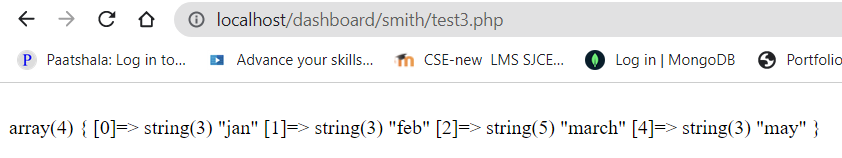 localhost/dashboard/smith/test3.php
Paatshala: Log in to... Advance your skills... CSE-new LMS SJCE... Log in | MongoDB Portfolio
array(4) { [0]=> string(3) "jan" [1]=> string(3) "feb" [2]=> string(5) "march" [4]=> string(3) "may" }